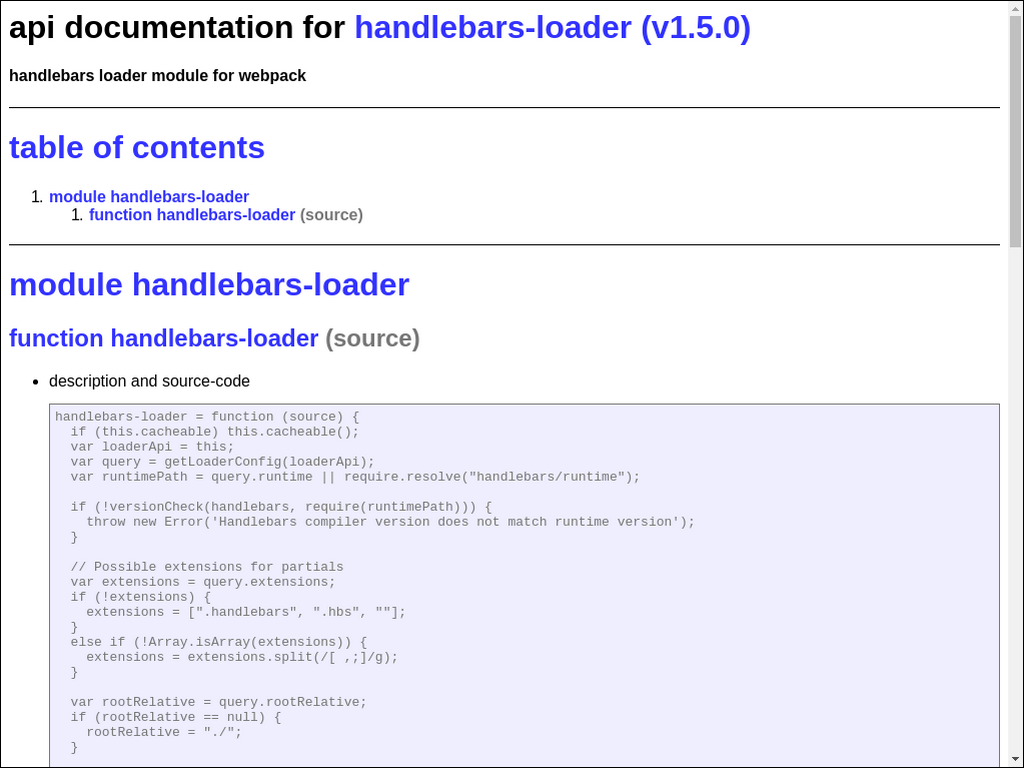 api documentation for handlebars-loader (v1.5.0)
handlebars loader module for webpack
table of contents
1. module handlebars-loader
1. function handlebars-loader (source)
module handlebars-loader
function handlebars-loader (source)
• description and source-code
handlebars-loader = function (source) {
  if (this.cacheable) this.cacheable();
  var loaderApi = this;
  var query = getLoaderConfig(loaderApi);
  var runtimePath = query.runtime || require.resolve("handlebars/runtime");

  if (!versionCheck(handlebars, require(runtimePath))) {
    throw new Error('Handlebars compiler version does not match runtime version');
  }

  // Possible extensions for partials
  var extensions = query.extensions;
  if (!extensions) {
    extensions = [".handlebars", ".hbs", ""];
  }
  else if (!Array.isArray(extensions)) {
    extensions = extensions.split(/[ ,;]/g);
  }

  var rootRelative = query.rootRelative;
  if (rootRelative == null) {
    rootRelative = "./";
  }